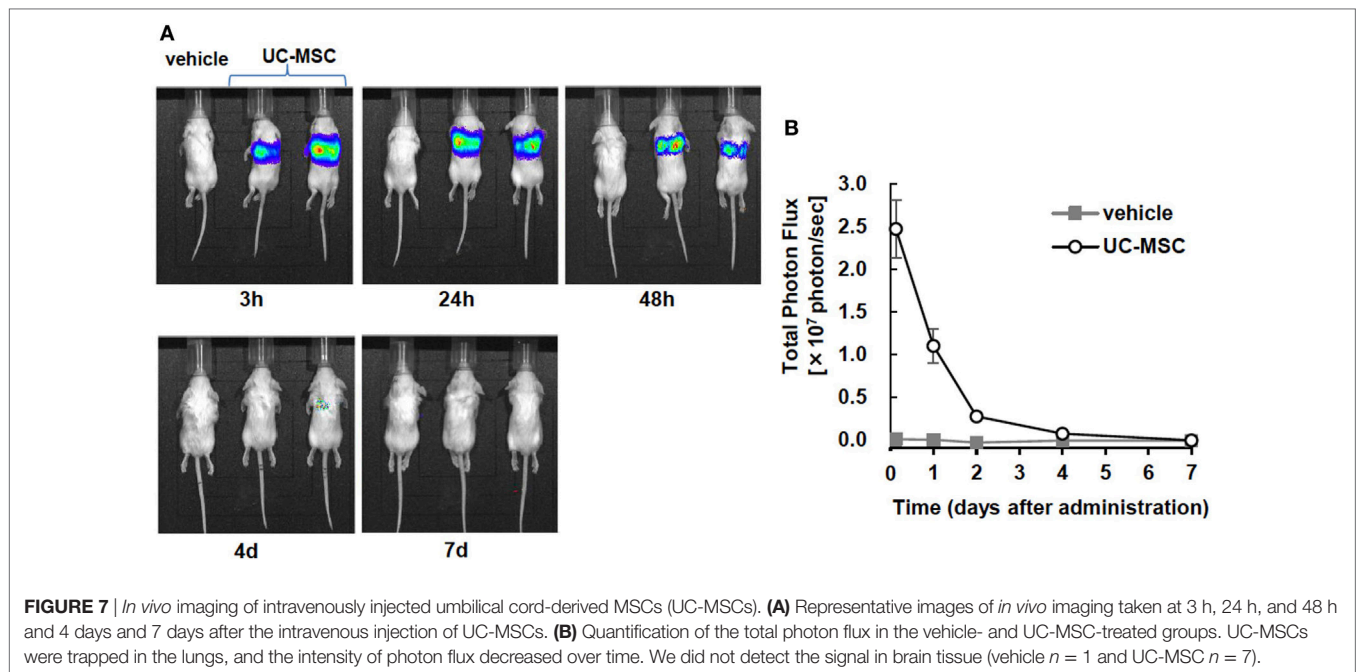 A
vehicle UC-MSC
3h 24h 48h
4d 7d
B
Total Photon Flux
[×10⁷ photon/sec]
3.0
2.5
2.0
1.5
1.0
0.5
0.0
vehicle
UC-MSC
0 1 2 3 4 5 6 7
Time (days after administration)
FIGURE 7 | In vivo imaging of intravenously injected umbilical cord-derived MSCs (UC-MSCs). (A) Representative images of in vivo imaging taken at 3 h, 24 h, and 48 h
and 4 days and 7 days after the intravenous injection of UC-MSCs. (B) Quantification of the total photon flux in the vehicle- and UC-MSC-treated groups. UC-MSCs
were trapped in the lungs, and the intensity of photon flux decreased over time. We did not detect the signal in brain tissue (vehicle n = 1 and UC-MSC n = 7).